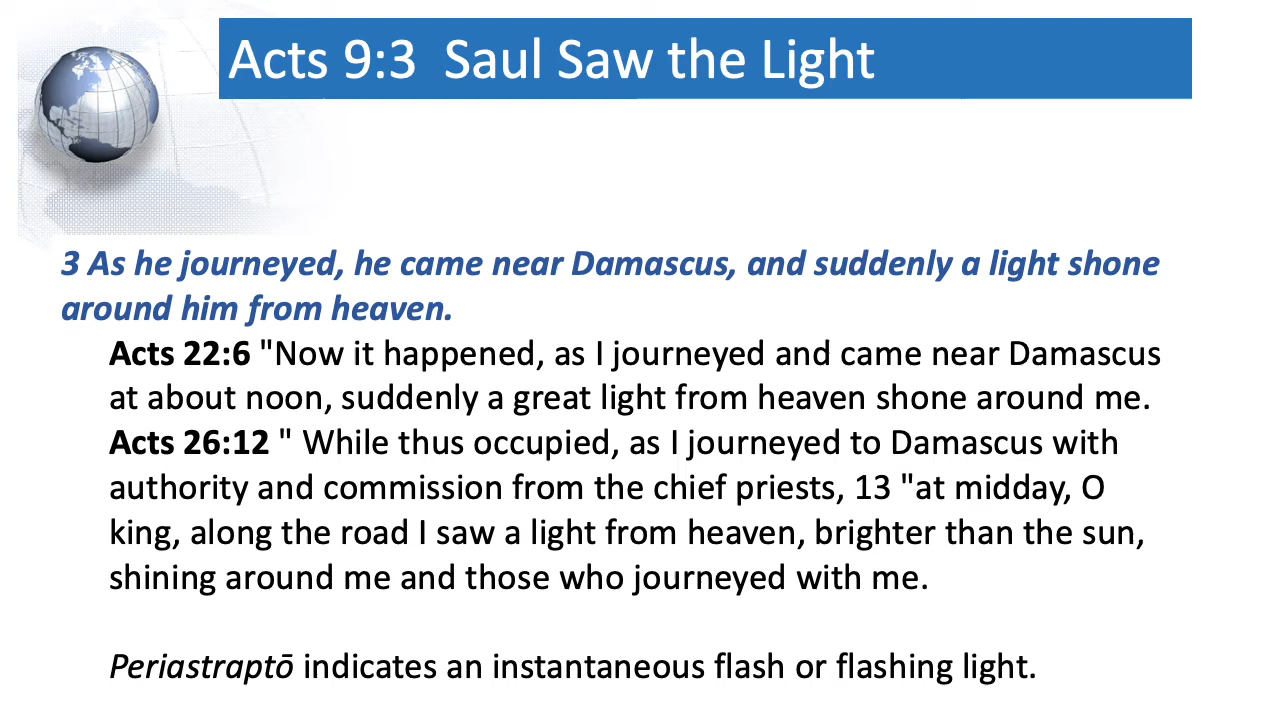 Acts 9:3  Saul Saw the Light
3 As he journeyed, he came near Damascus, and suddenly a light shone
around him from heaven.
Acts 22:6 "Now it happened, as I journeyed and came near Damascus
at about noon, suddenly a great light from heaven shone around me.
Acts 26:12 " While thus occupied, as I journeyed to Damascus with
authority and commission from the chief priests, 13 "at midday, O
king, along the road I saw a light from heaven, brighter than the sun,
shining around me and those who journeyed with me.
Periastraptō indicates an instantaneous flash or flashing light.